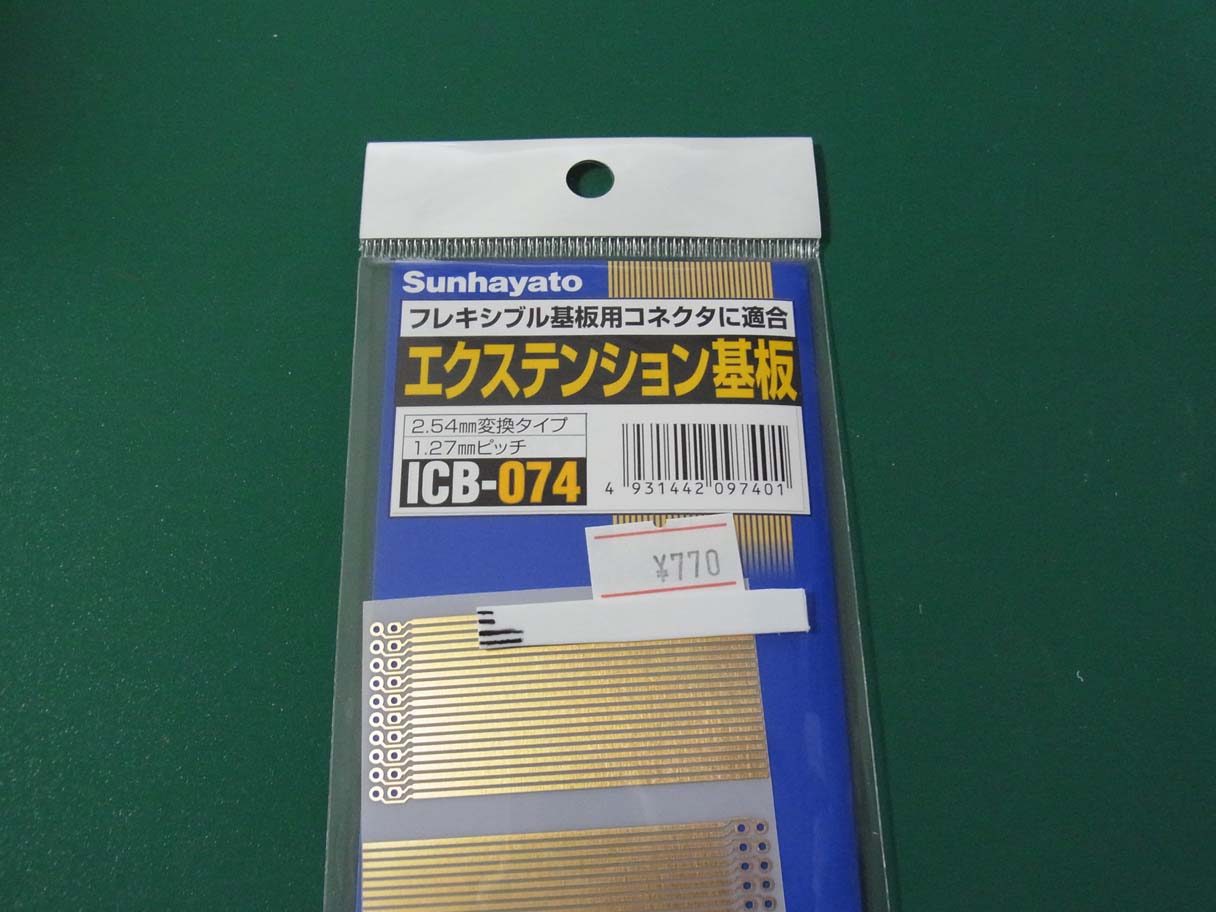 Sunhayato
フレキシブル基板用コネクタに適合
エクステンション基板
2.54㎜変換タイプ
1.27㎜ピッチ
ICB-074
4 931442 097401
¥770